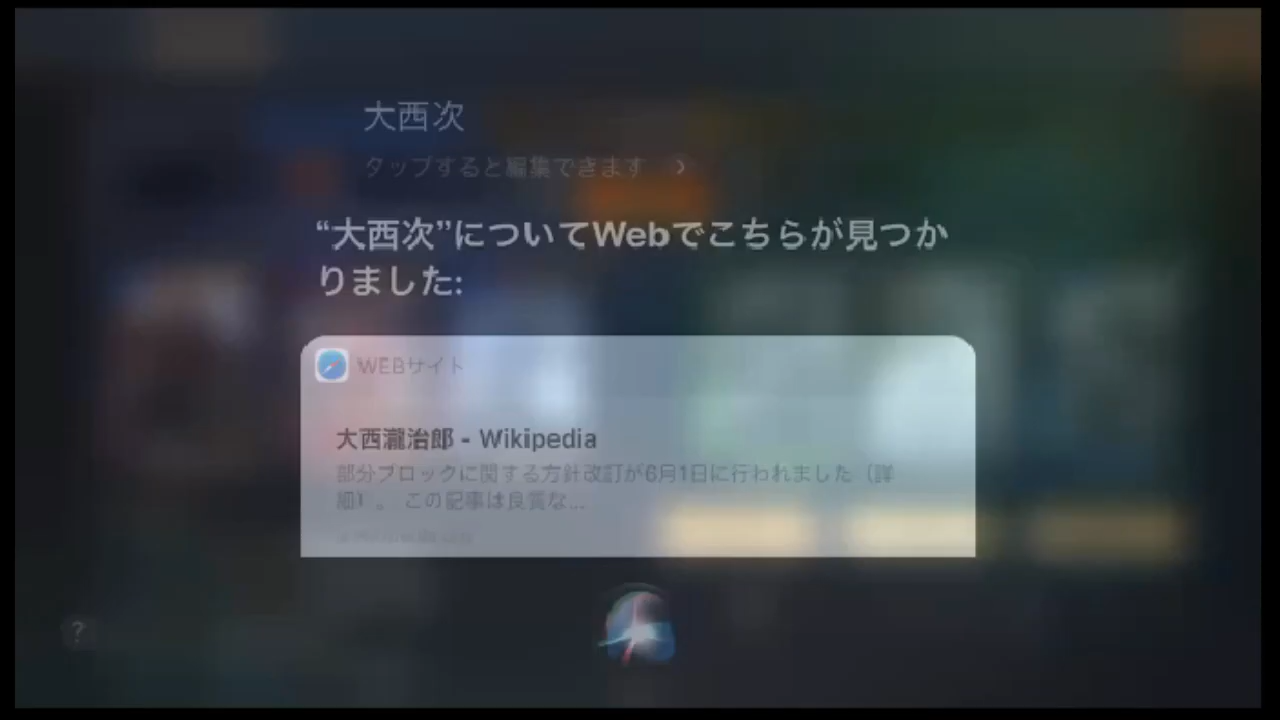 大西次
タップすると編集できます >
“大西次”についてWebでこちらが見つか
りました:
WEBサイト
大西瀧治郎 - Wikipedia
部分ブロックに関する方針改訂が6月1日に行われました（詳
細）。 この記事は良質な...
?